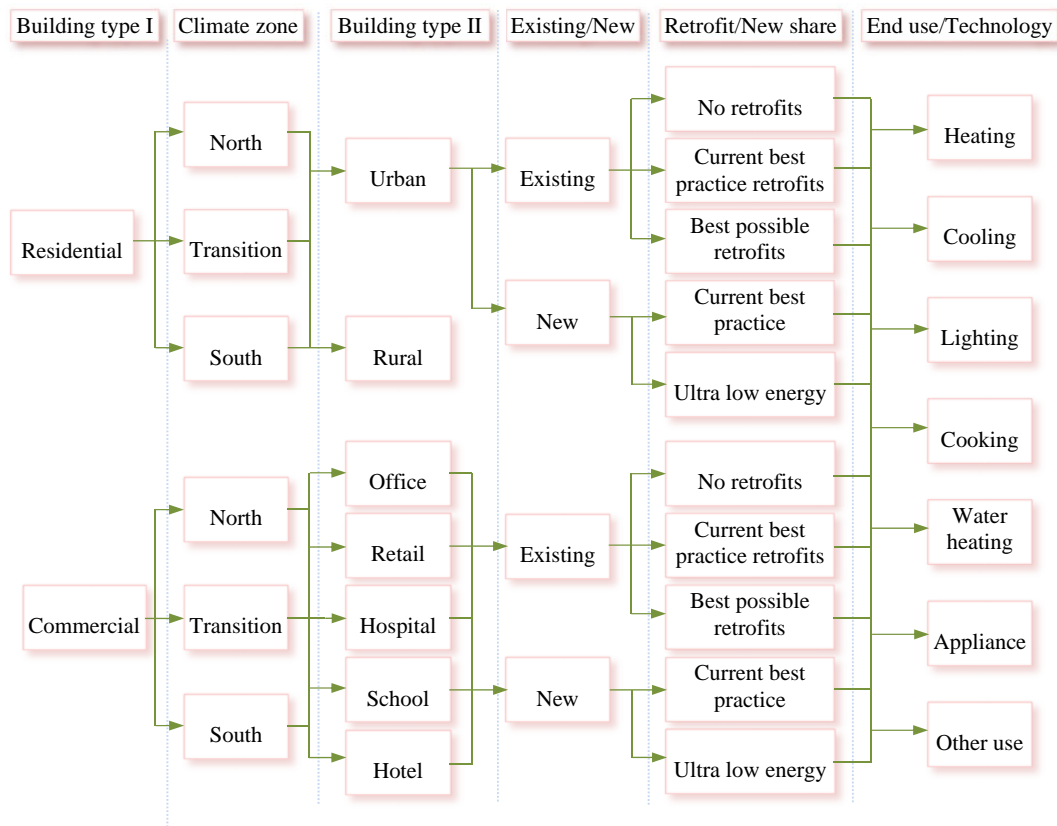 Building type I
Climate zone
Building type II
Existing/New
Retrofit/New share
End use/Technology
Residential
North
Transition
South
Urban
Rural
Existing
New
No retrofits
Current best
practice retrofits
Best possible
retrofits
Current best
practice
Ultra low energy
Commercial
North
Transition
South
Office
Retail
Hospital
School
Hotel
Existing
New
No retrofits
Current best
practice retrofits
Best possible
retrofits
Current best
practice
Ultra low energy
Heating
Cooling
Lighting
Cooking
Water
heating
Appliance
Other use